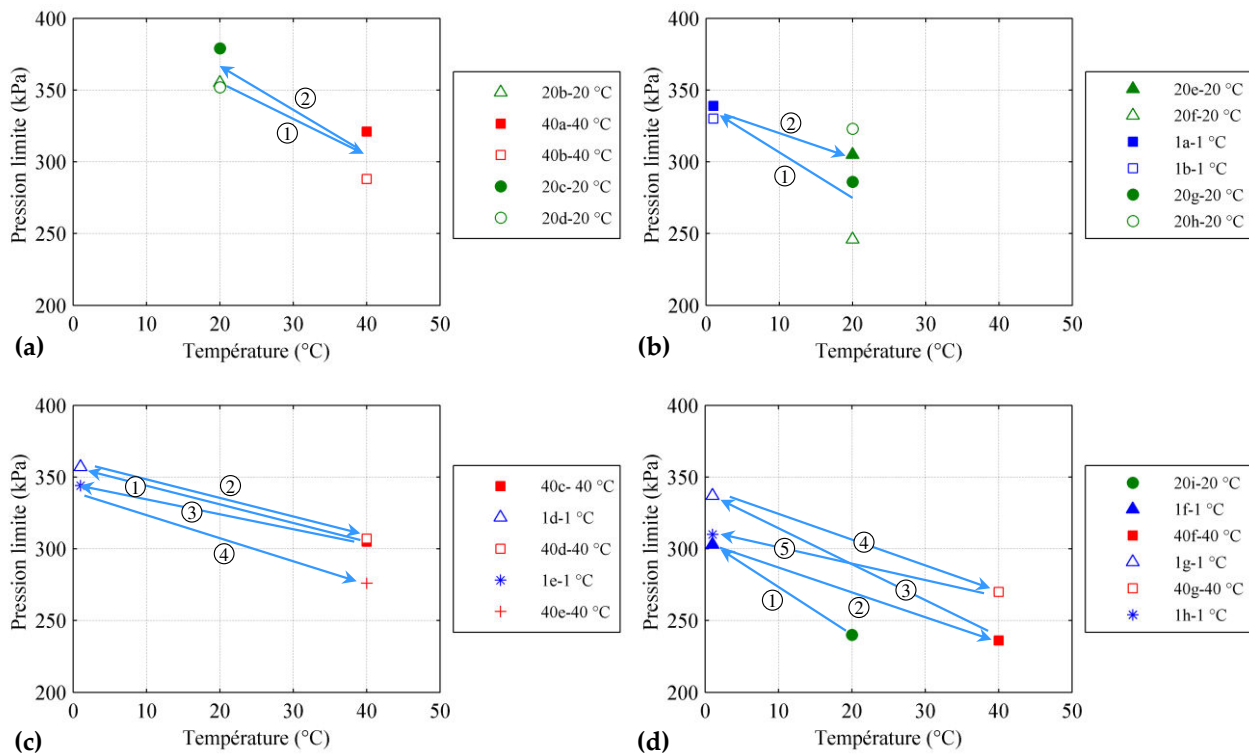 400
350
300
250
200
Pression limite (kPa)
0 10 20 30 40 50
Température (°C)
(a)
1
2
20b-20 °C
40a-40 °C
40b-40 °C
20c-20 °C
20d-20 °C
400
350
300
250
200
Pression limite (kPa)
0 10 20 30 40 50
Température (°C)
(b)
2
1
20e-20 °C
20f-20 °C
1a-1 °C
1b-1 °C
20g-20 °C
20h-20 °C
400
350
300
250
200
Pression limite (kPa)
0 10 20 30 40 50
Température (°C)
(c)
1
2
3
4
40c- 40 °C
1d-1 °C
40d-40 °C
1e-1 °C
40e-40 °C
400
350
300
250
200
Pression limite (kPa)
0 10 20 30 40 50
Température (°C)
(d)
4
5
3
1
2
20i-20 °C
1f-1 °C
40f-40 °C
1g-1 °C
40g-40 °C
1h-1 °C